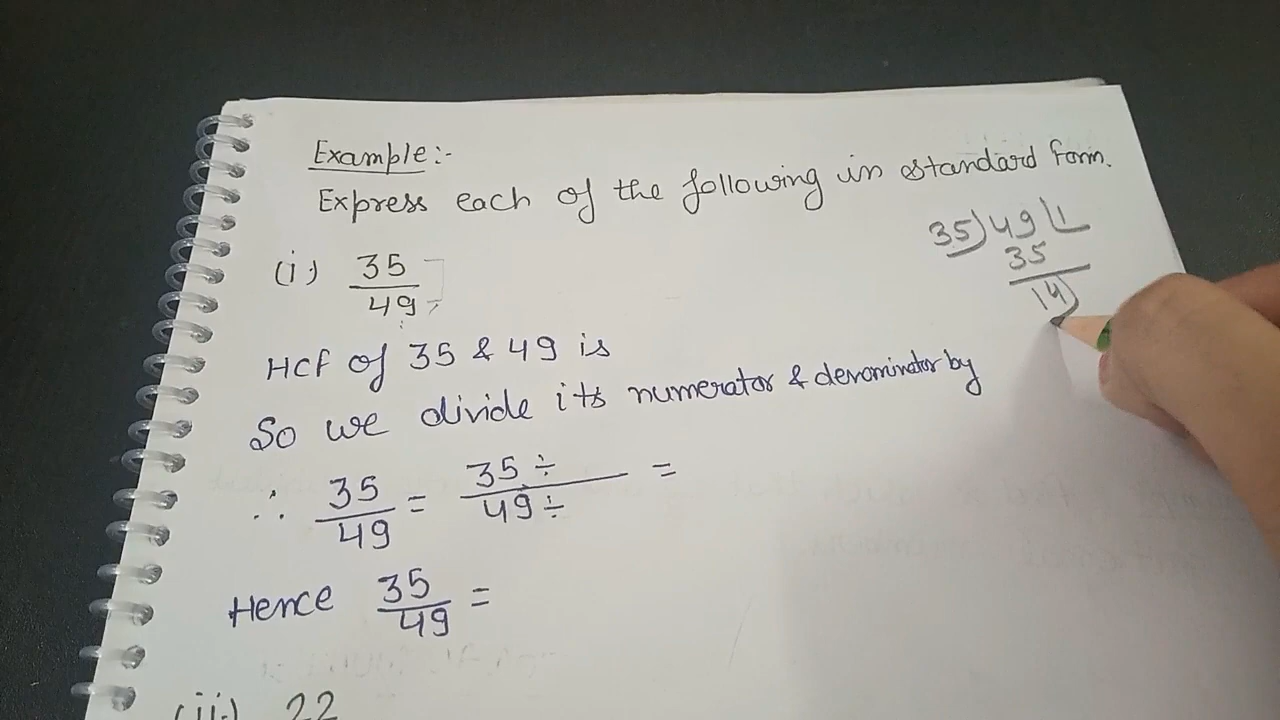 Example:-
Express each of the following in standard form.
(i) 35/49
35)49(1
35
14)
HCF of 35 & 49 is
So we divide its numerator & denominator by
∴ 35/49 = 35÷/49÷ =
Hence 35/49 =
(ii) 22